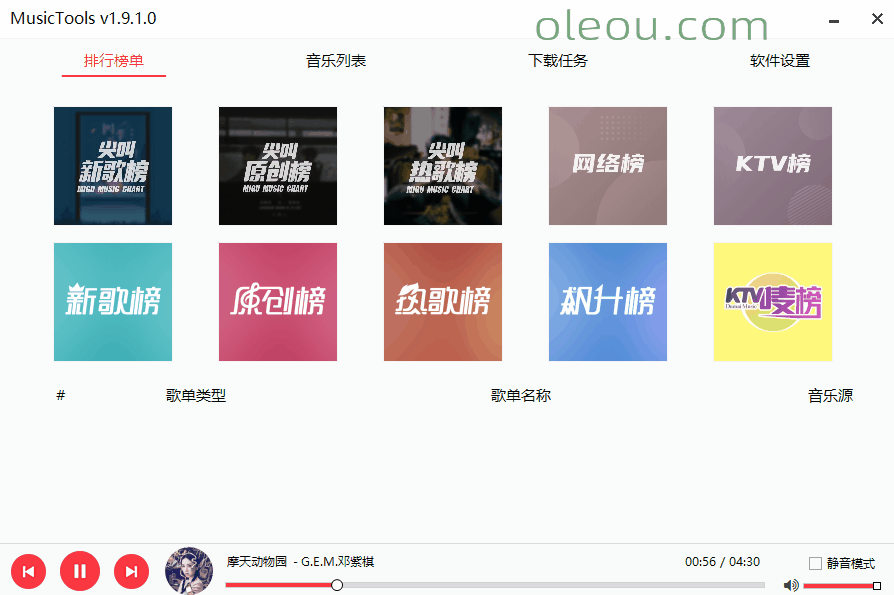 MusicTools v1.9.1.0
oleou.com
排行榜单
音乐列表
下载任务
软件设置
尖叫
新歌榜
MIGU MUSIC CHART
尖叫
原创榜
MIGU MUSIC CHART
尖叫
热歌榜
MIGU MUSIC CHART
网络榜
KTV榜
新歌榜
原创榜
热歌榜
飙升榜
KTV唛榜
Domai Music
#
歌单类型
歌单名称
音乐源
摩天动物园 - G.E.M.邓紫棋
00:56 / 04:30
静音模式